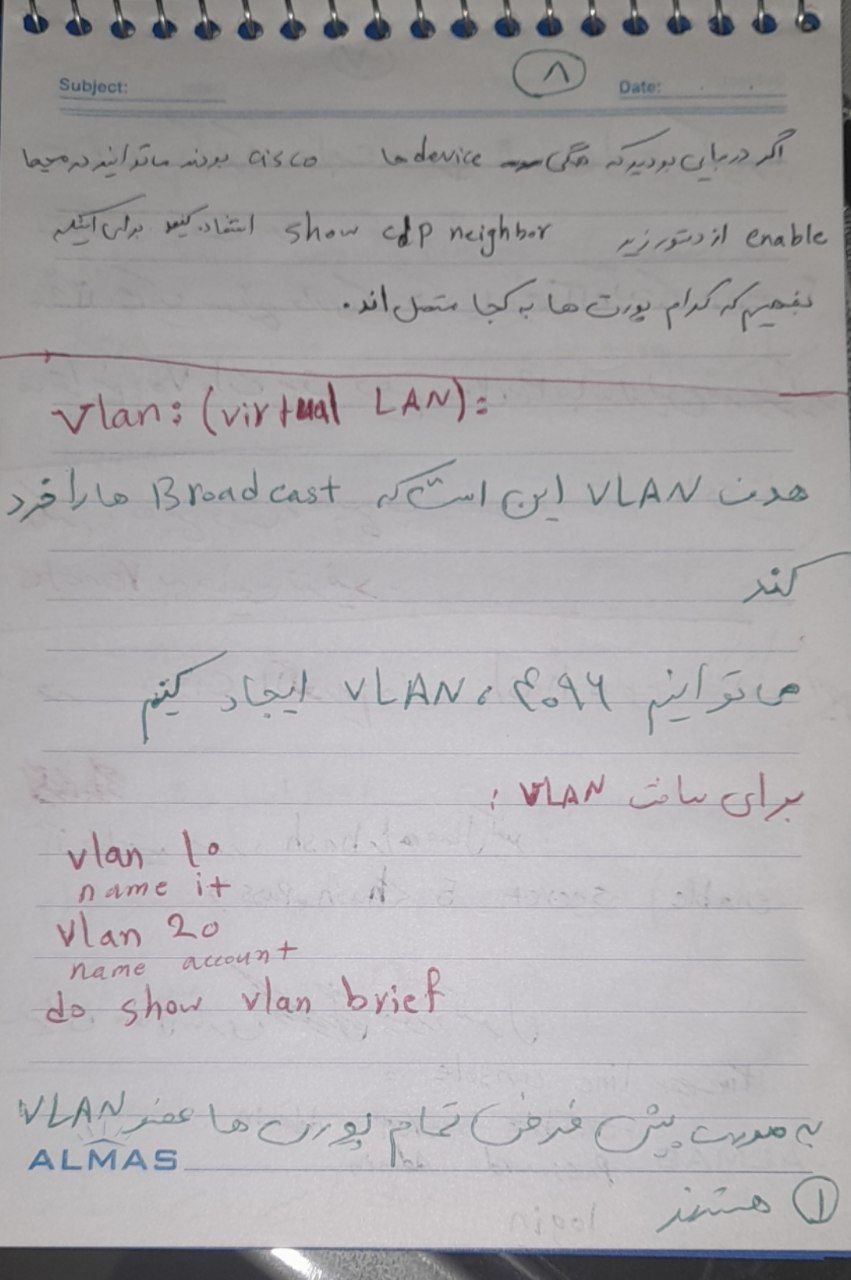 Subject:
۸
Date:
اگر در جایی بودید که همگی device ها cisco بودند ما توانید در محیط
enable از دستور زیر show cdp neighbor استفاده کنید برای اینکه
بفهمیم که کدام پورت ها به کجا متصل اند.
Vlan: (virtual LAN):
هدف VLAN این است که Broadcast ها را خرد
کند
ما توانیم ۴۰۹۶، VLAN ایجاد کنیم
برای ساخت VLAN :
vlan 10
name it
vlan 20
name account
do show vlan brief
به صورت پیش فرض تمام پورت ها عضو VLAN
1 هستند
ALMAS